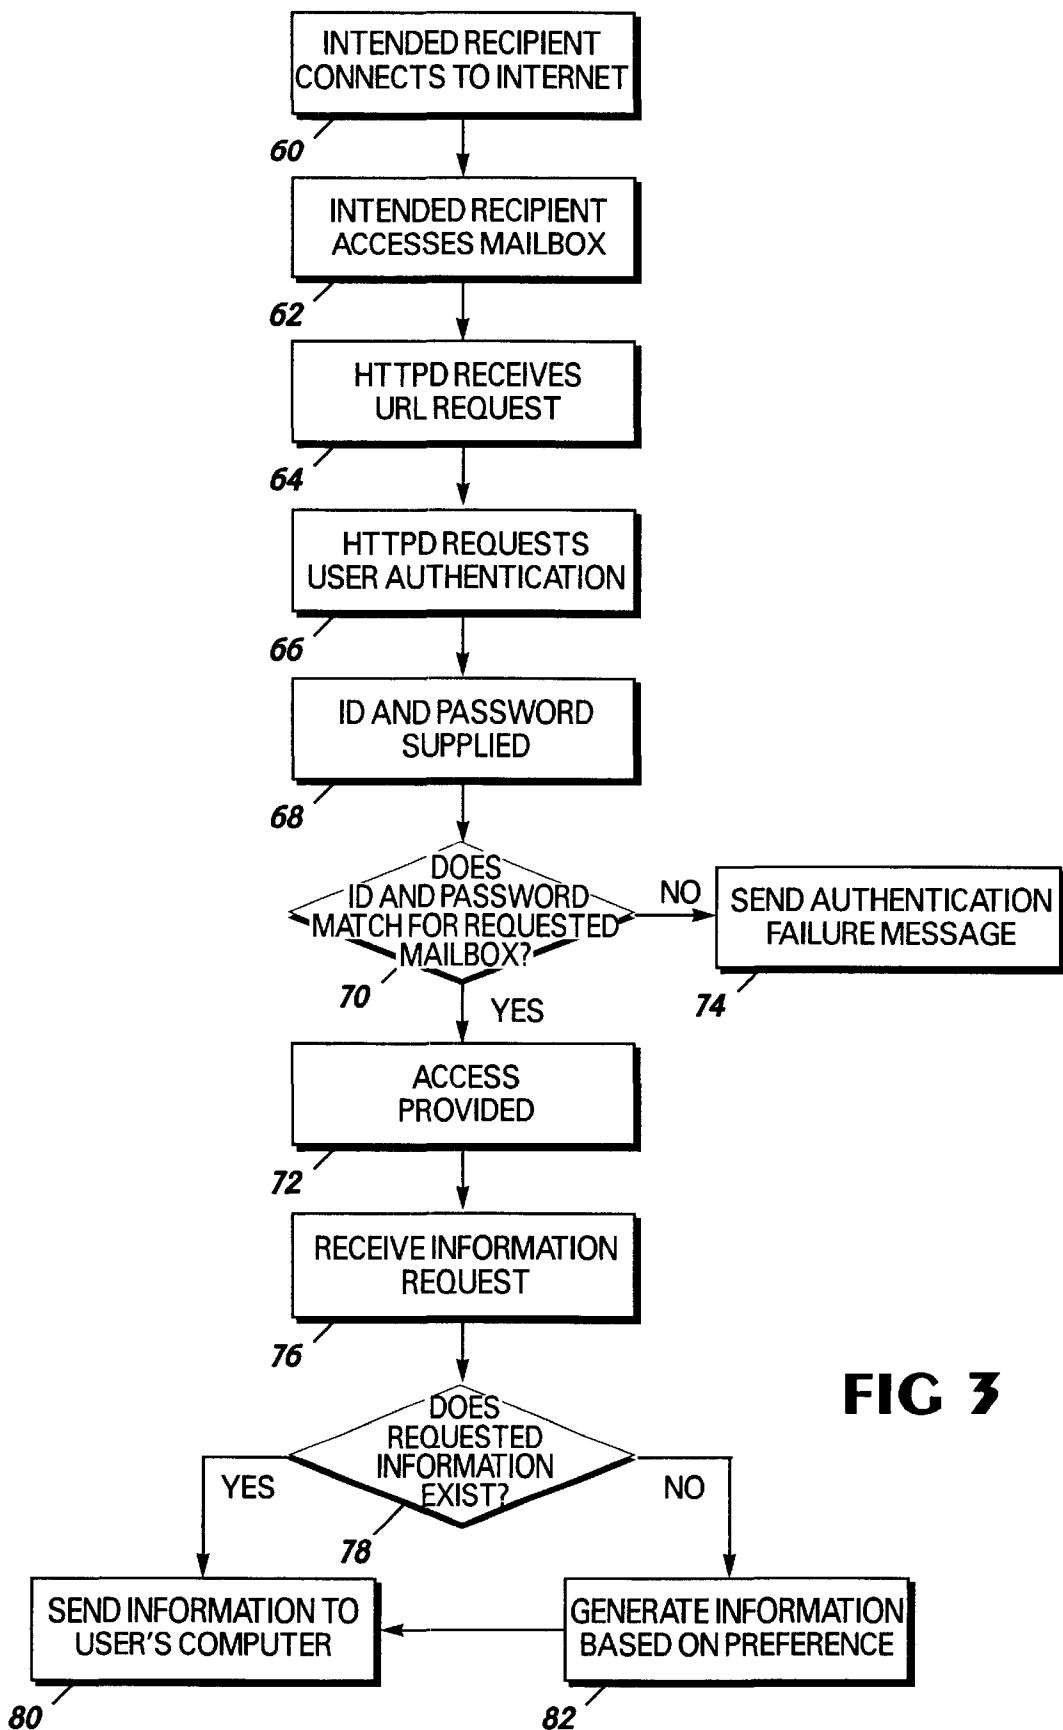 INTENDED RECIPIENT
CONNECTS TO INTERNET
60
INTENDED RECIPIENT
ACCESSES MAILBOX
62
HTTPD RECEIVES
URL REQUEST
64
HTTPD REQUESTS
USER AUTHENTICATION
66
ID AND PASSWORD
SUPPLIED
68
DOES
ID AND PASSWORD
MATCH FOR REQUESTED
MAILBOX?
70
NO
SEND AUTHENTICATION
FAILURE MESSAGE
74
YES
ACCESS
PROVIDED
72
RECEIVE INFORMATION
REQUEST
76
FIG 3
DOES
REQUESTED
INFORMATION
EXIST?
78
YES
NO
SEND INFORMATION TO
USER'S COMPUTER
80
GENERATE INFORMATION
BASED ON PREFERENCE
82